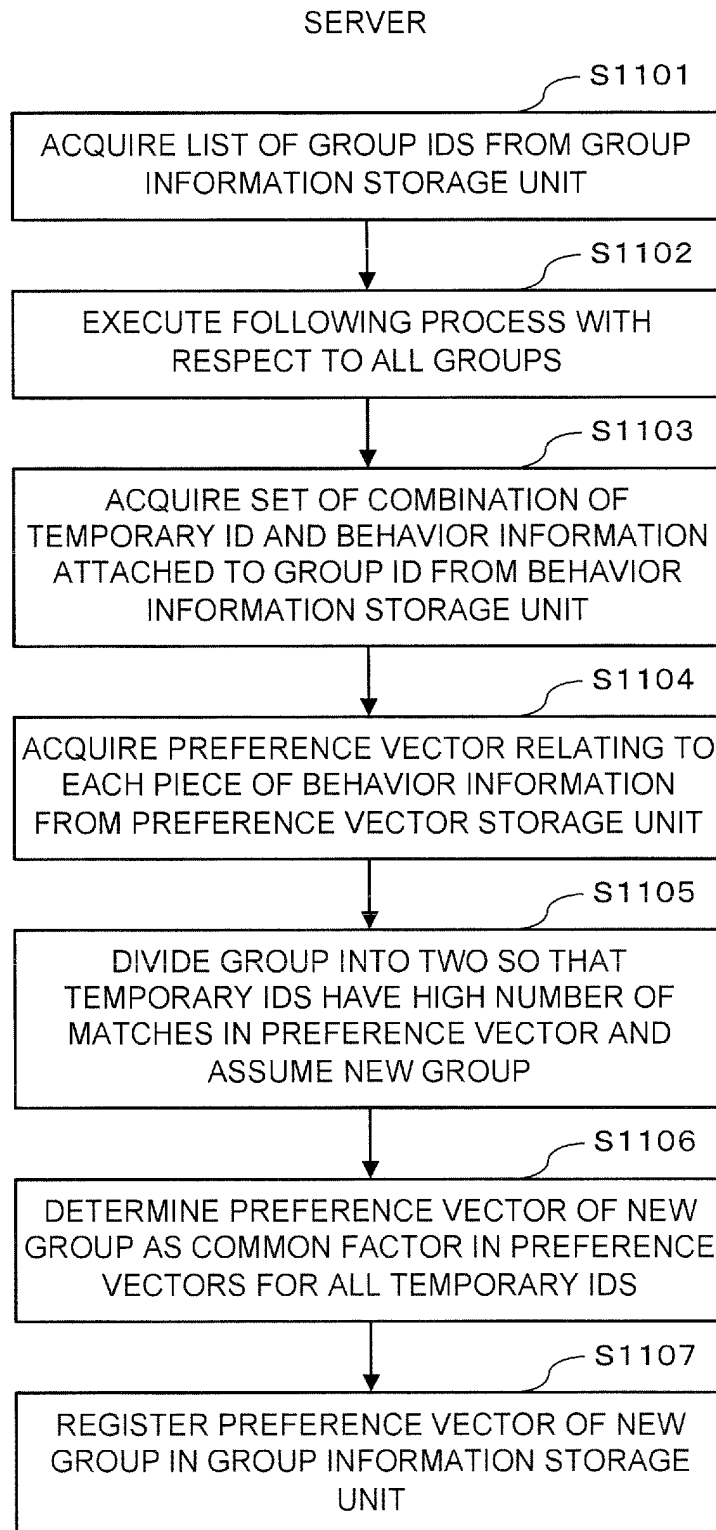 SERVER
S1101
ACQUIRE LIST OF GROUP IDS FROM GROUP
INFORMATION STORAGE UNIT
S1102
EXECUTE FOLLOWING PROCESS WITH
RESPECT TO ALL GROUPS
S1103
ACQUIRE SET OF COMBINATION OF
TEMPORARY ID AND BEHAVIOR INFORMATION
ATTACHED TO GROUP ID FROM BEHAVIOR
INFORMATION STORAGE UNIT
S1104
ACQUIRE PREFERENCE VECTOR RELATING TO
EACH PIECE OF BEHAVIOR INFORMATION
FROM PREFERENCE VECTOR STORAGE UNIT
S1105
DIVIDE GROUP INTO TWO SO THAT
TEMPORARY IDS HAVE HIGH NUMBER OF
MATCHES IN PREFERENCE VECTOR AND
ASSUME NEW GROUP
S1106
DETERMINE PREFERENCE VECTOR OF NEW
GROUP AS COMMON FACTOR IN PREFERENCE
VECTORS FOR ALL TEMPORARY IDS
S1107
REGISTER PREFERENCE VECTOR OF NEW
GROUP IN GROUP INFORMATION STORAGE
UNIT